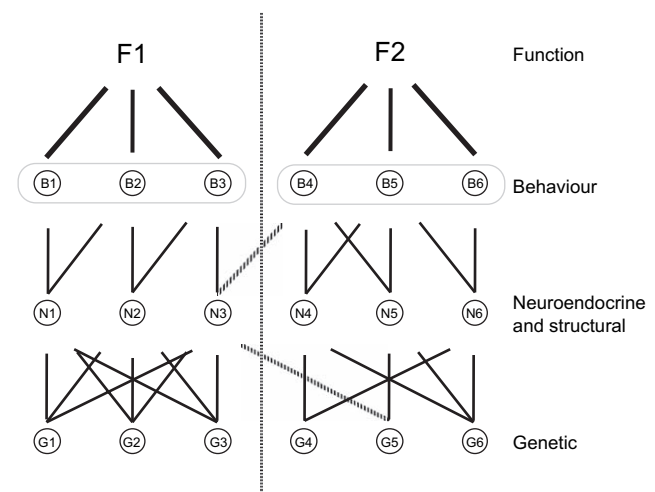 F1 F2 Function
B1 B2 B3 B4 B5 B6 Behaviour
N1 N2 N3 N4 N5 N6 Neuroendocrine
and structural
G1 G2 G3 G4 G5 G6 Genetic